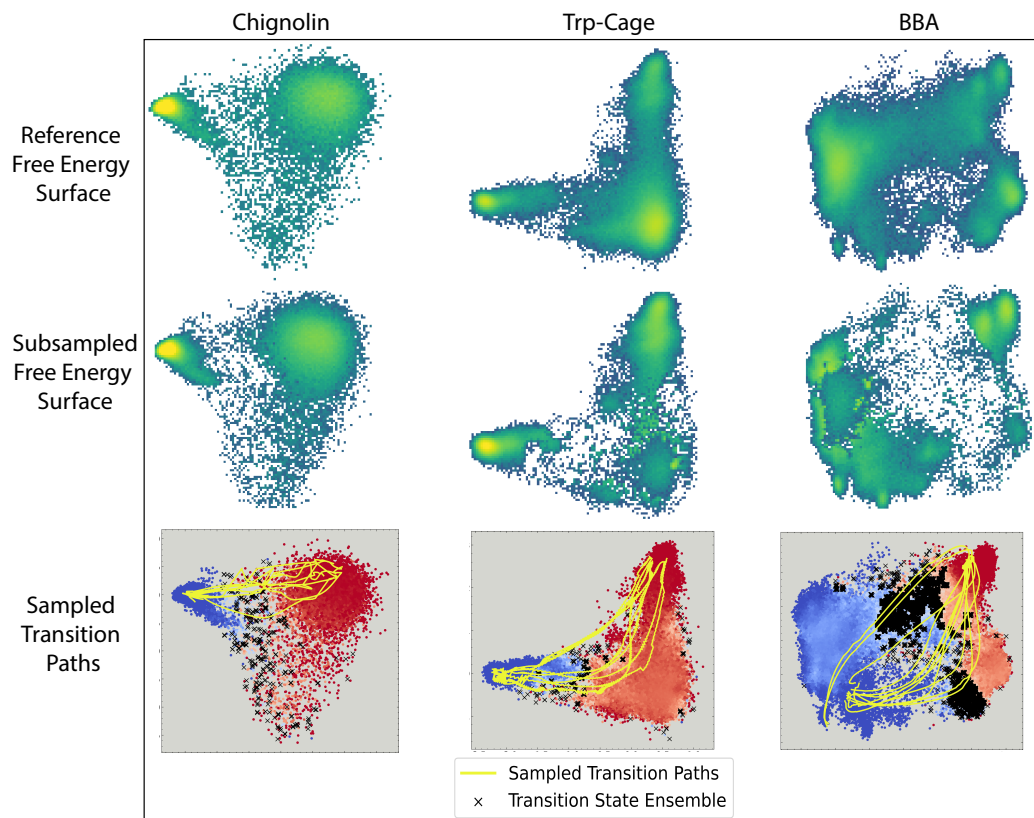 Chignolin
Trp-Cage
BBA
Reference
Free Energy
Surface
Subsampled
Free Energy
Surface
Sampled
Transition
Paths
Sampled Transition Paths
Transition State Ensemble